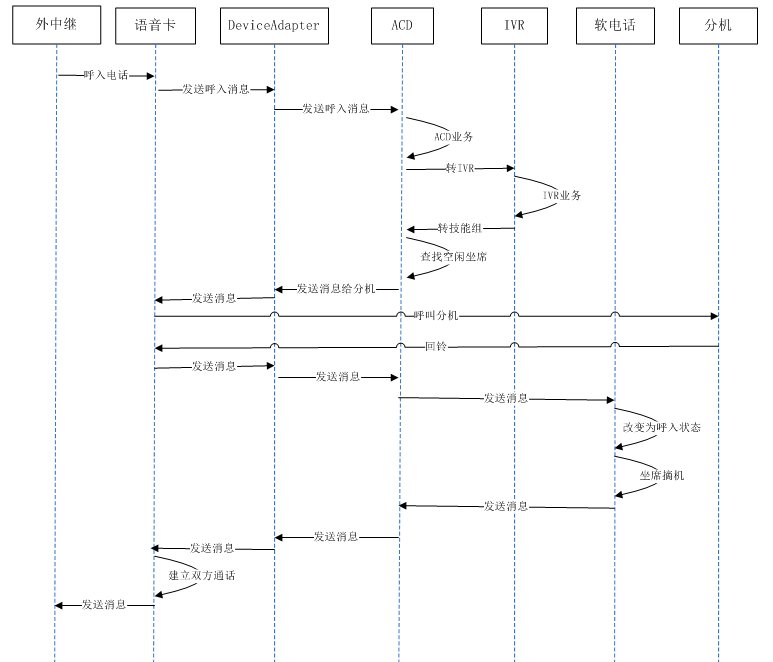 外中继
语音卡
DeviceAdapter
ACD
IVR
软电话
分机
呼入电话
发送呼入消息
发送呼入消息
ACD业务
转IVR
IVR业务
转技能组
查找空闲坐席
发送消息给分机
发送消息
呼叫分机
回铃
发送消息
发送消息
发送消息
改变为呼入状态
坐席摘机
发送消息
发送消息
发送消息
建立双方通话
发送消息